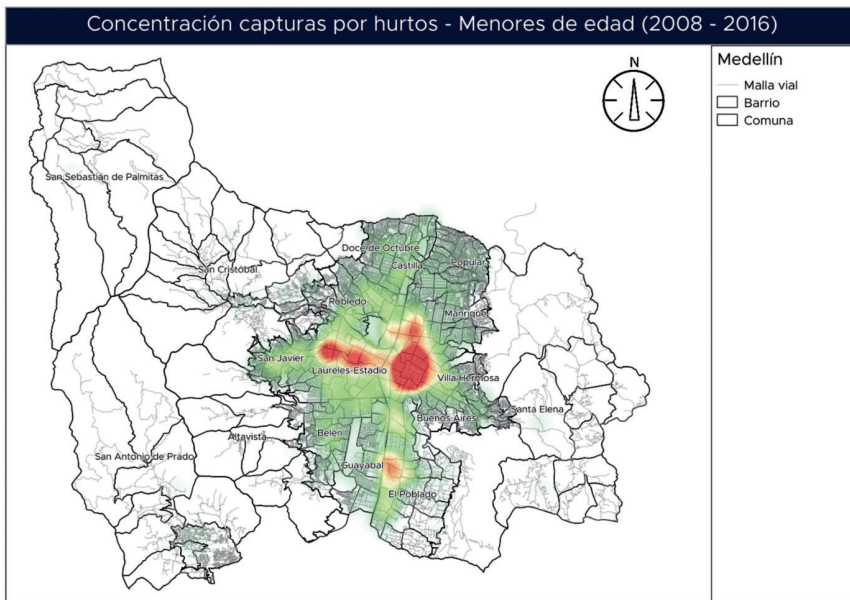 Concentración capturas por hurtos - Menores de edad (2008 - 2016)
Medellín
Malla vial
Barrio
Comuna
N
San Sebastián de Palmitas
San Cristóbal
Doce de Octubre
Castilla
Popular
Robledo
Manrique
San Javier
Laureles-Estadio
Villa Hermosa
Santa Elena
Buenos Aires
Belén
Altavista
San Antonio de Prado
Guayabal
El Poblado